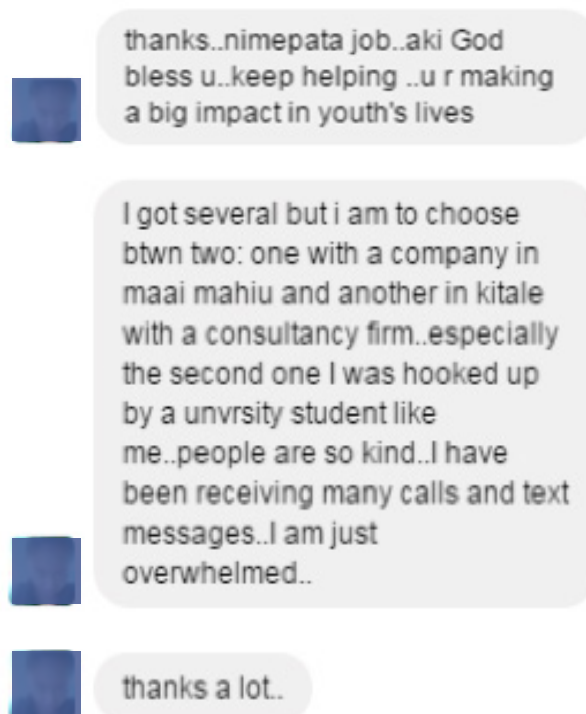 thanks..nimepata job..aki God
bless u..keep helping ..u r making
a big impact in youth's lives
I got several but i am to choose
btwn two: one with a company in
maai mahiu and another in kitale
with a consultancy firm..especially
the second one I was hooked up
by a unvrsity student like
me..people are so kind..I have
been receiving many calls and text
messages..I am just
overwhelmed..
thanks a lot..